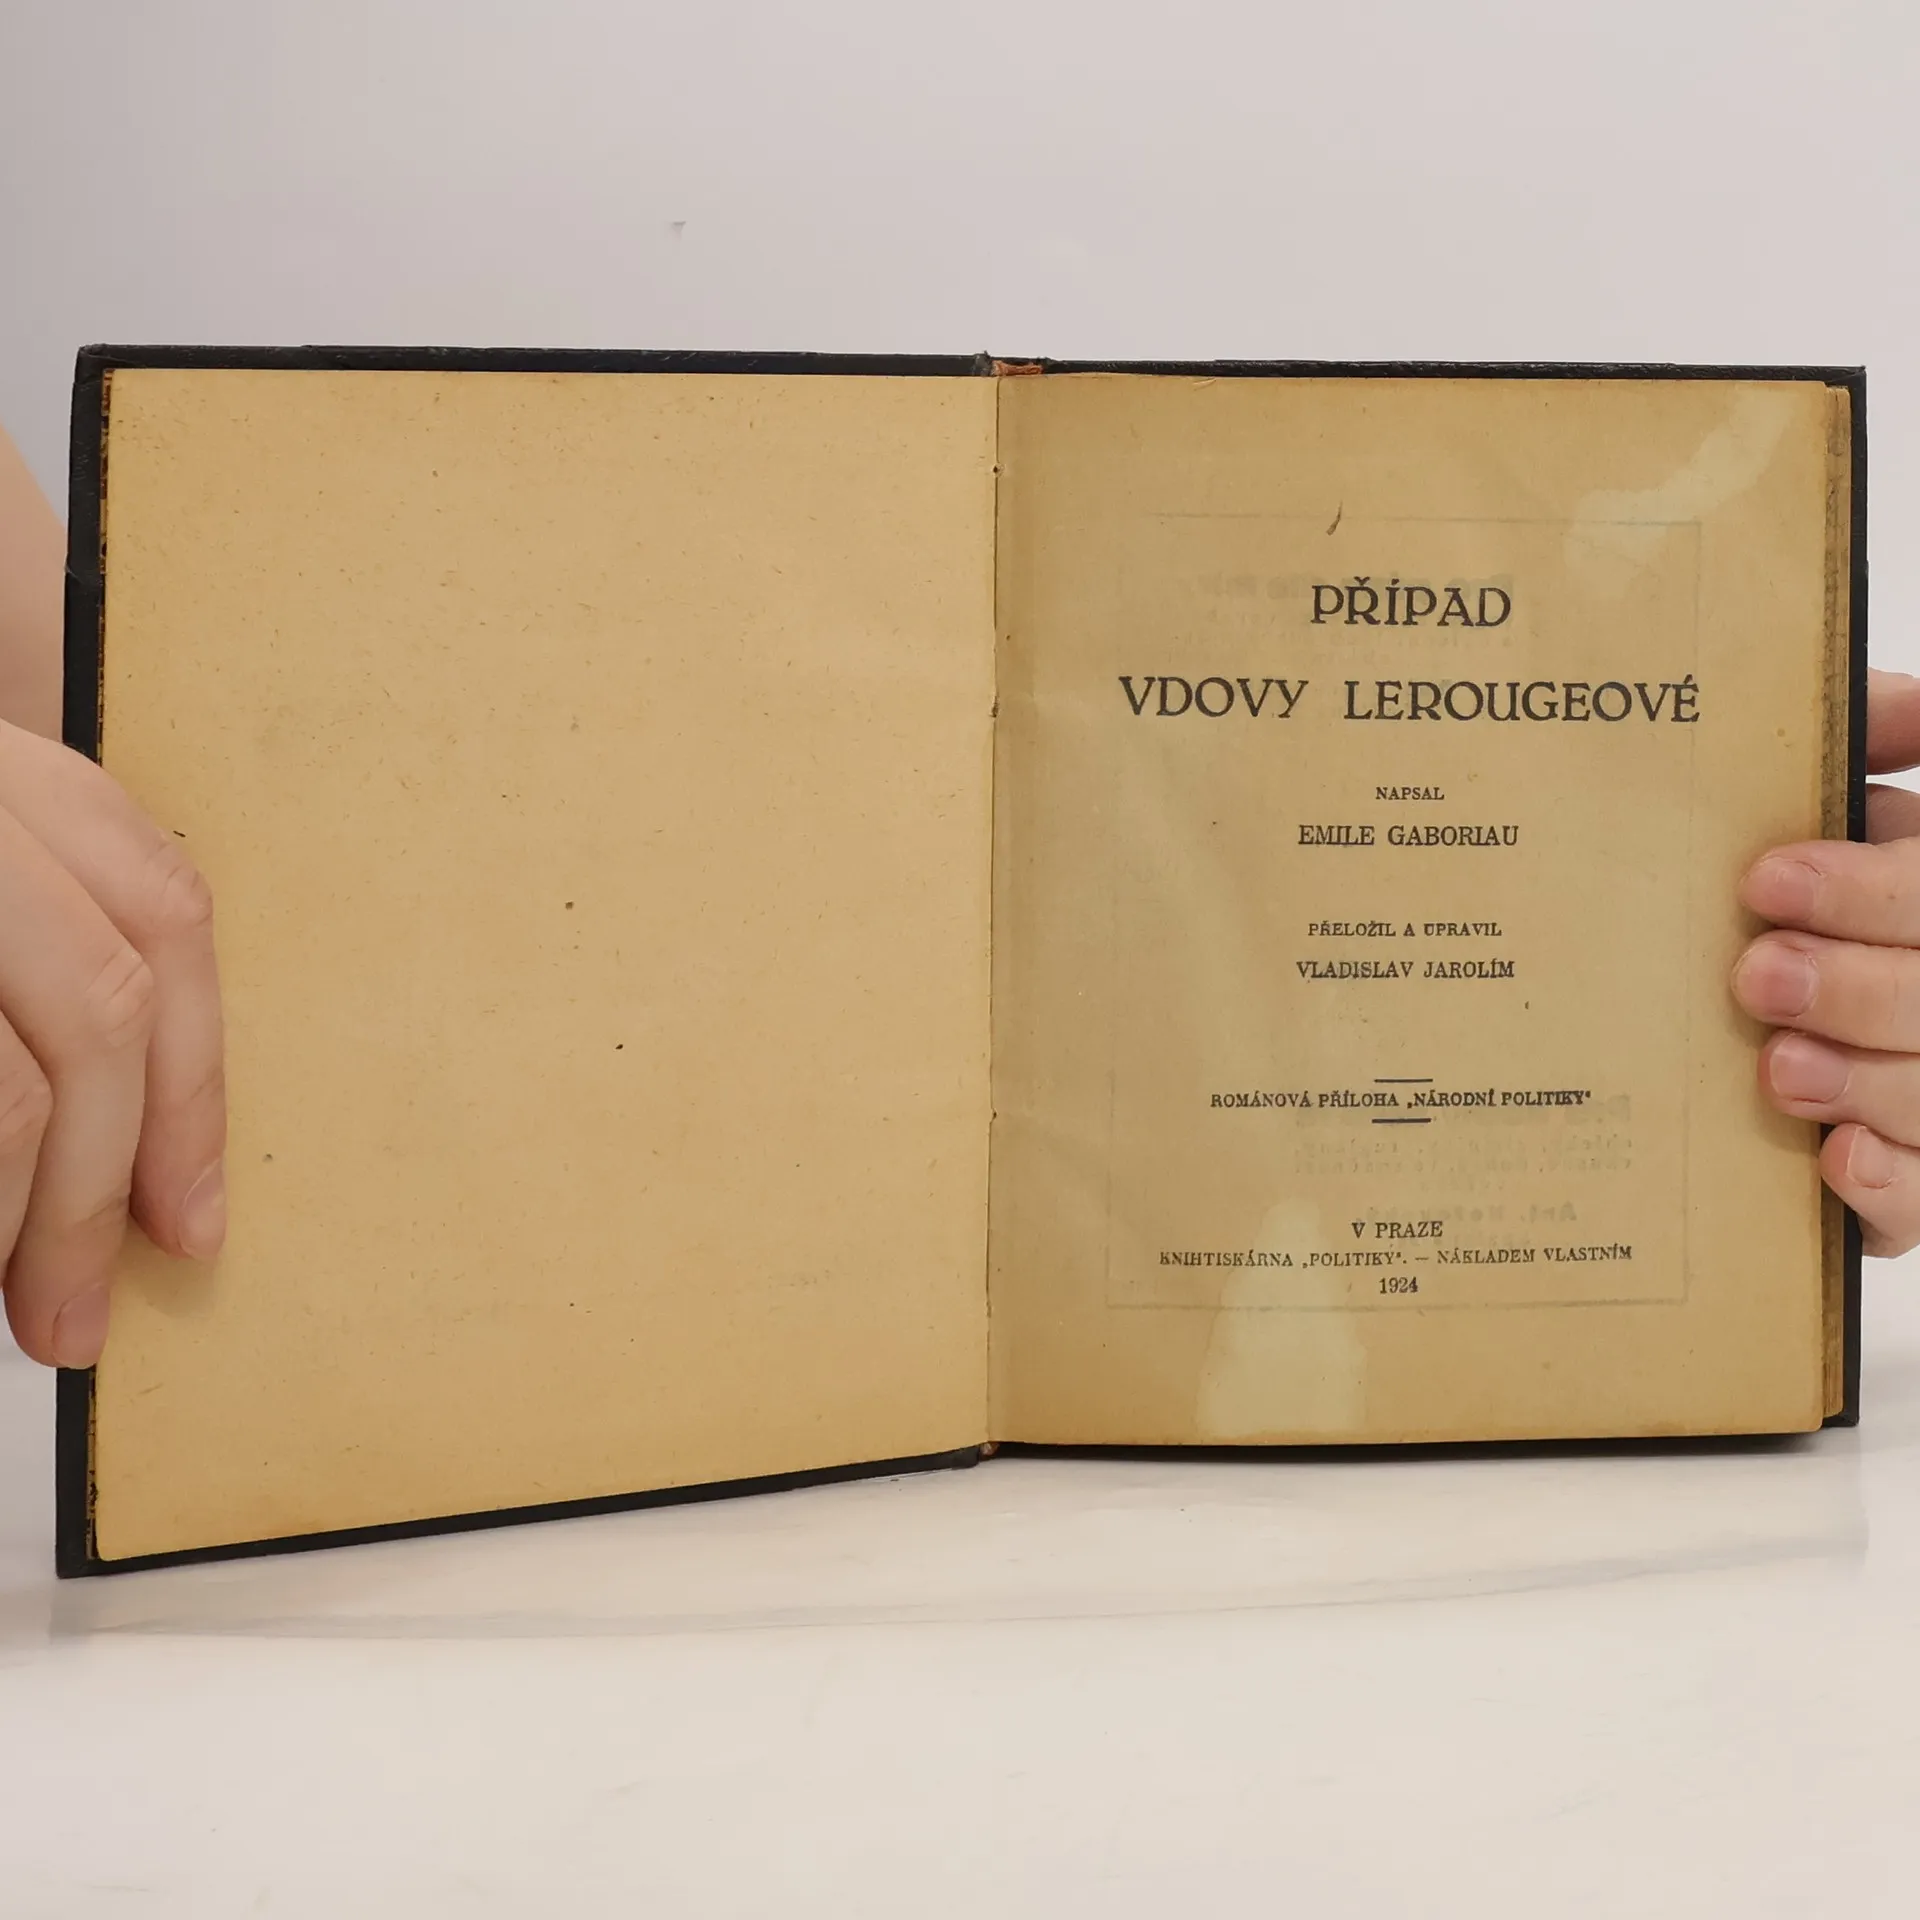 PŘÍPAD
VDOVY LEROUGEOVÉ
NAPSAL
EMILE GABORIAU
PŘELOŽIL A UPRAVIL
VLADISLAV JAROLÍM
ROMÁNOVÁ PŘÍLOHA „NÁRODNÍ POLITIKY“
V PRAZE
KNIHTISKÁRNA „POLITIKY“. — NÁKLADEM VLASTNÍM
1924